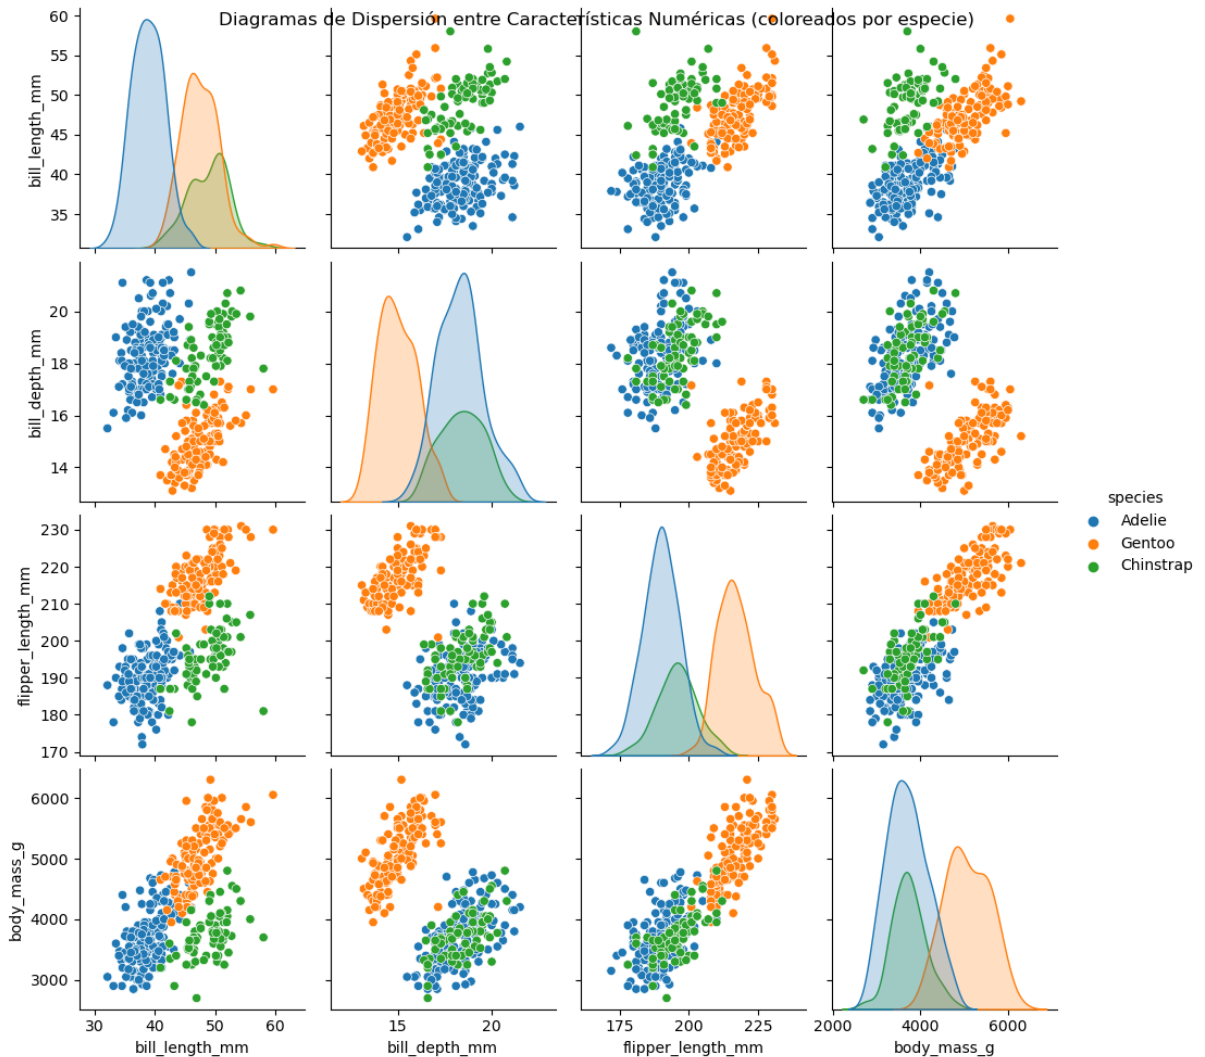 Diagramas de Dispersión entre Características Numéricas (coloreados por especie)
60
55
50
45
40
35
bill_length_mm
20
18
16
14
bill_depth_mm
230
220
210
200
190
180
170
flipper_length_mm
6000
5000
4000
3000
body_mass_g
30 40 50 60
15 20
175 200 225
2000 4000 6000
bill_length_mm
bill_depth_mm
flipper_length_mm
body_mass_g
species
Adelie
Gentoo
Chinstrap